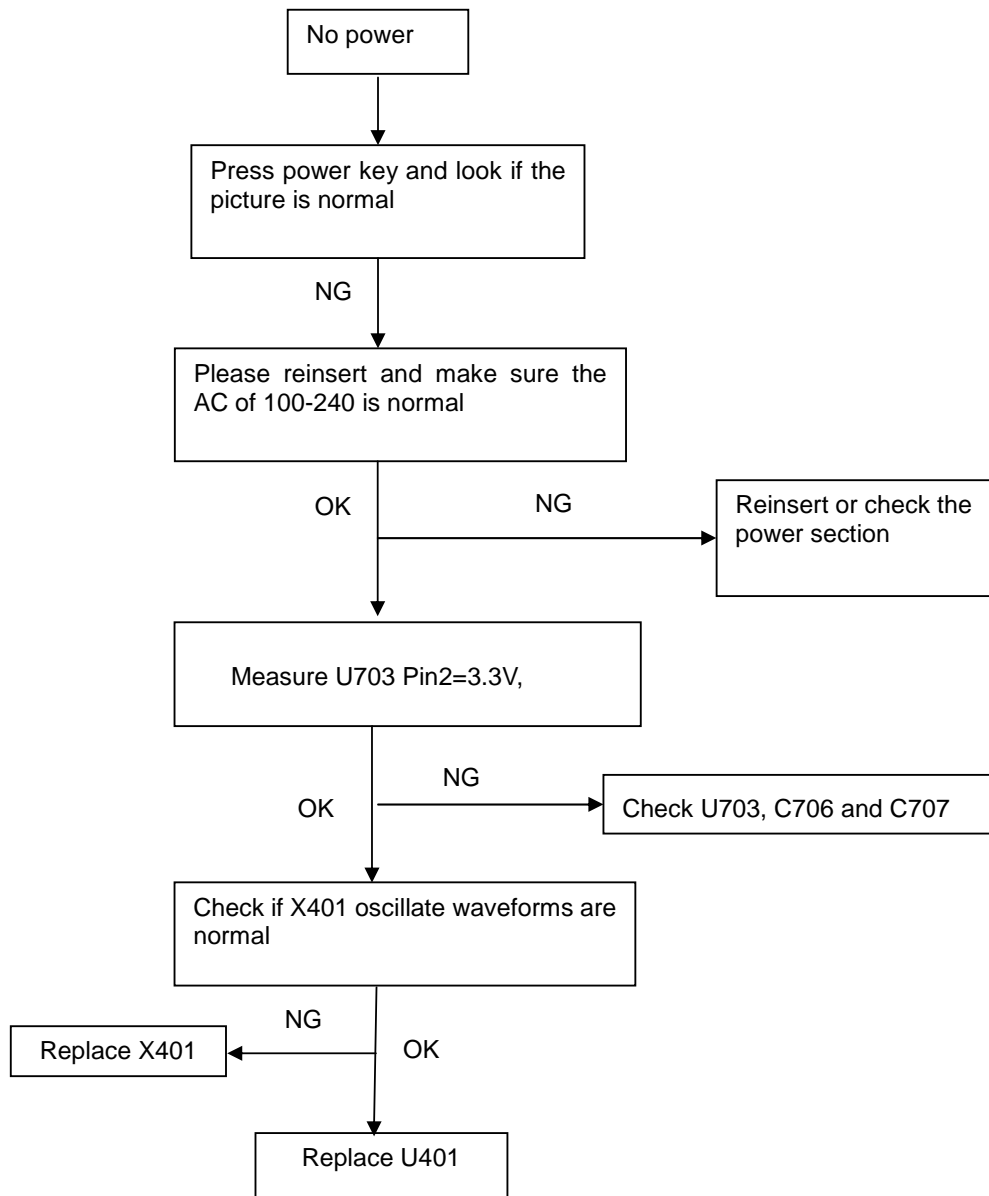 No power
Press power key and look if the
picture is normal
NG
Please reinsert and make sure the
AC of 100-240 is normal
OK
NG
Reinsert or check the
power section
Measure U703 Pin2=3.3V,
NG
OK
Check U703, C706 and C707
Check if X401 oscillate waveforms are
normal
NG
OK
Replace X401
Replace U401